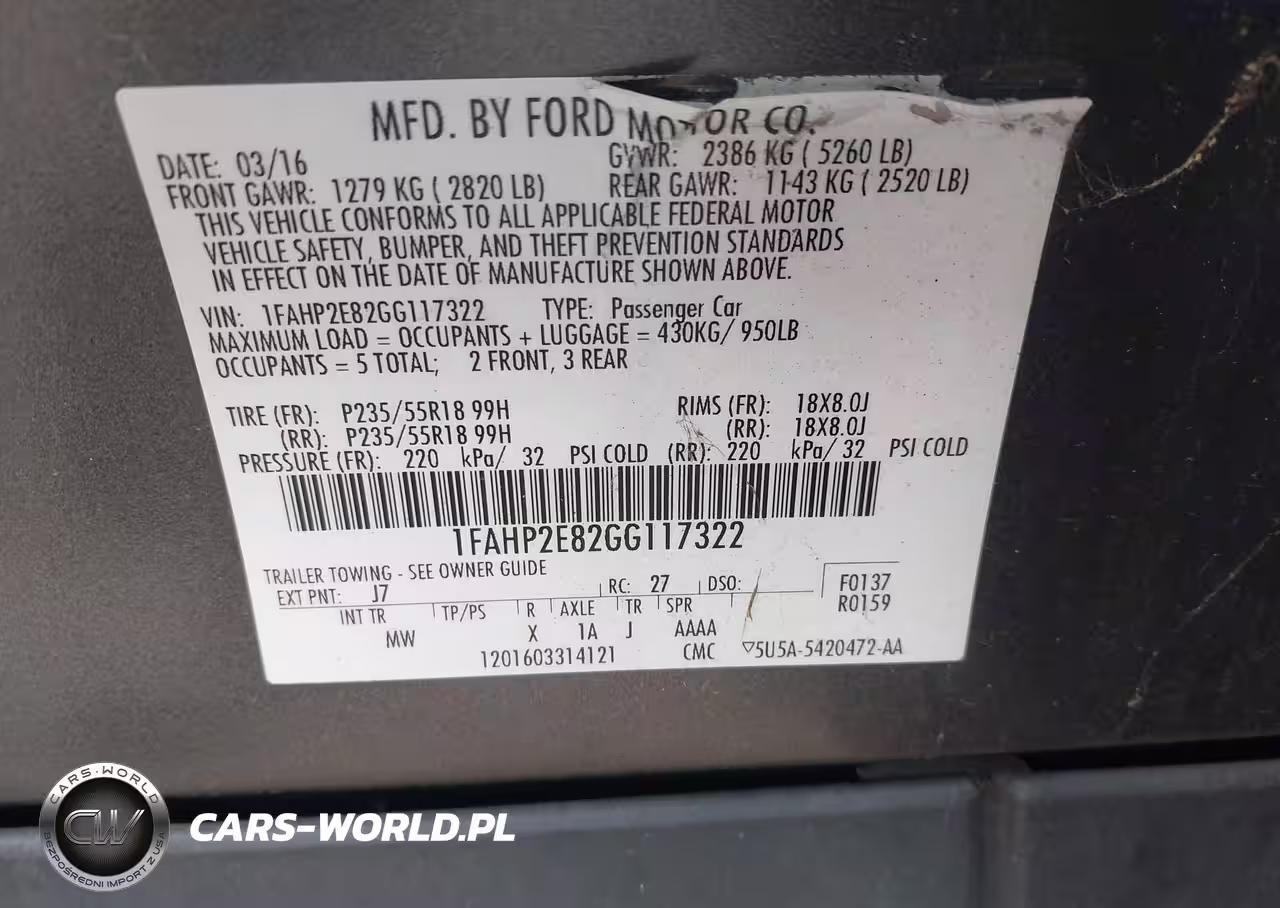 MFD. BY FORD MOTOR CO.
DATE: 03/16 GVWR: 2386 KG ( 5260 LB)
FRONT GAWR: 1279 KG ( 2820 LB) REAR GAWR: 1143 KG ( 2520 LB)
THIS VEHICLE CONFORMS TO ALL APPLICABLE FEDERAL MOTOR
VEHICLE SAFETY, BUMPER, AND THEFT PREVENTION STANDARDS
IN EFFECT ON THE DATE OF MANUFACTURE SHOWN ABOVE.
VIN: 1FAHP2E82GG117322 TYPE: Passenger Car
MAXIMUM LOAD = OCCUPANTS + LUGGAGE = 430KG/ 950LB
OCCUPANTS = 5 TOTAL; 2 FRONT, 3 REAR
TIRE (FR): P235/55R18 99H RIMS (FR): 18X8.0J
(RR): P235/55R18 99H (RR): 18X8.0J
PRESSURE (FR): 220 kPa/ 32 PSI COLD (RR): 220 kPa/ 32 PSI COLD
1FAHP2E82GG117322
TRAILER TOWING - SEE OWNER GUIDE
EXT PNT: J7 RC: 27 DSO: F0137
INT TR TP/PS R AXLE TR SPR R0159
MW X 1A J AAAA
1201603314121 CMC ▽5U5A-5420472-AA
CARS-WORLD
CW
BEZPOŚREDNI IMPORT Z USA
CARS-WORLD.PL